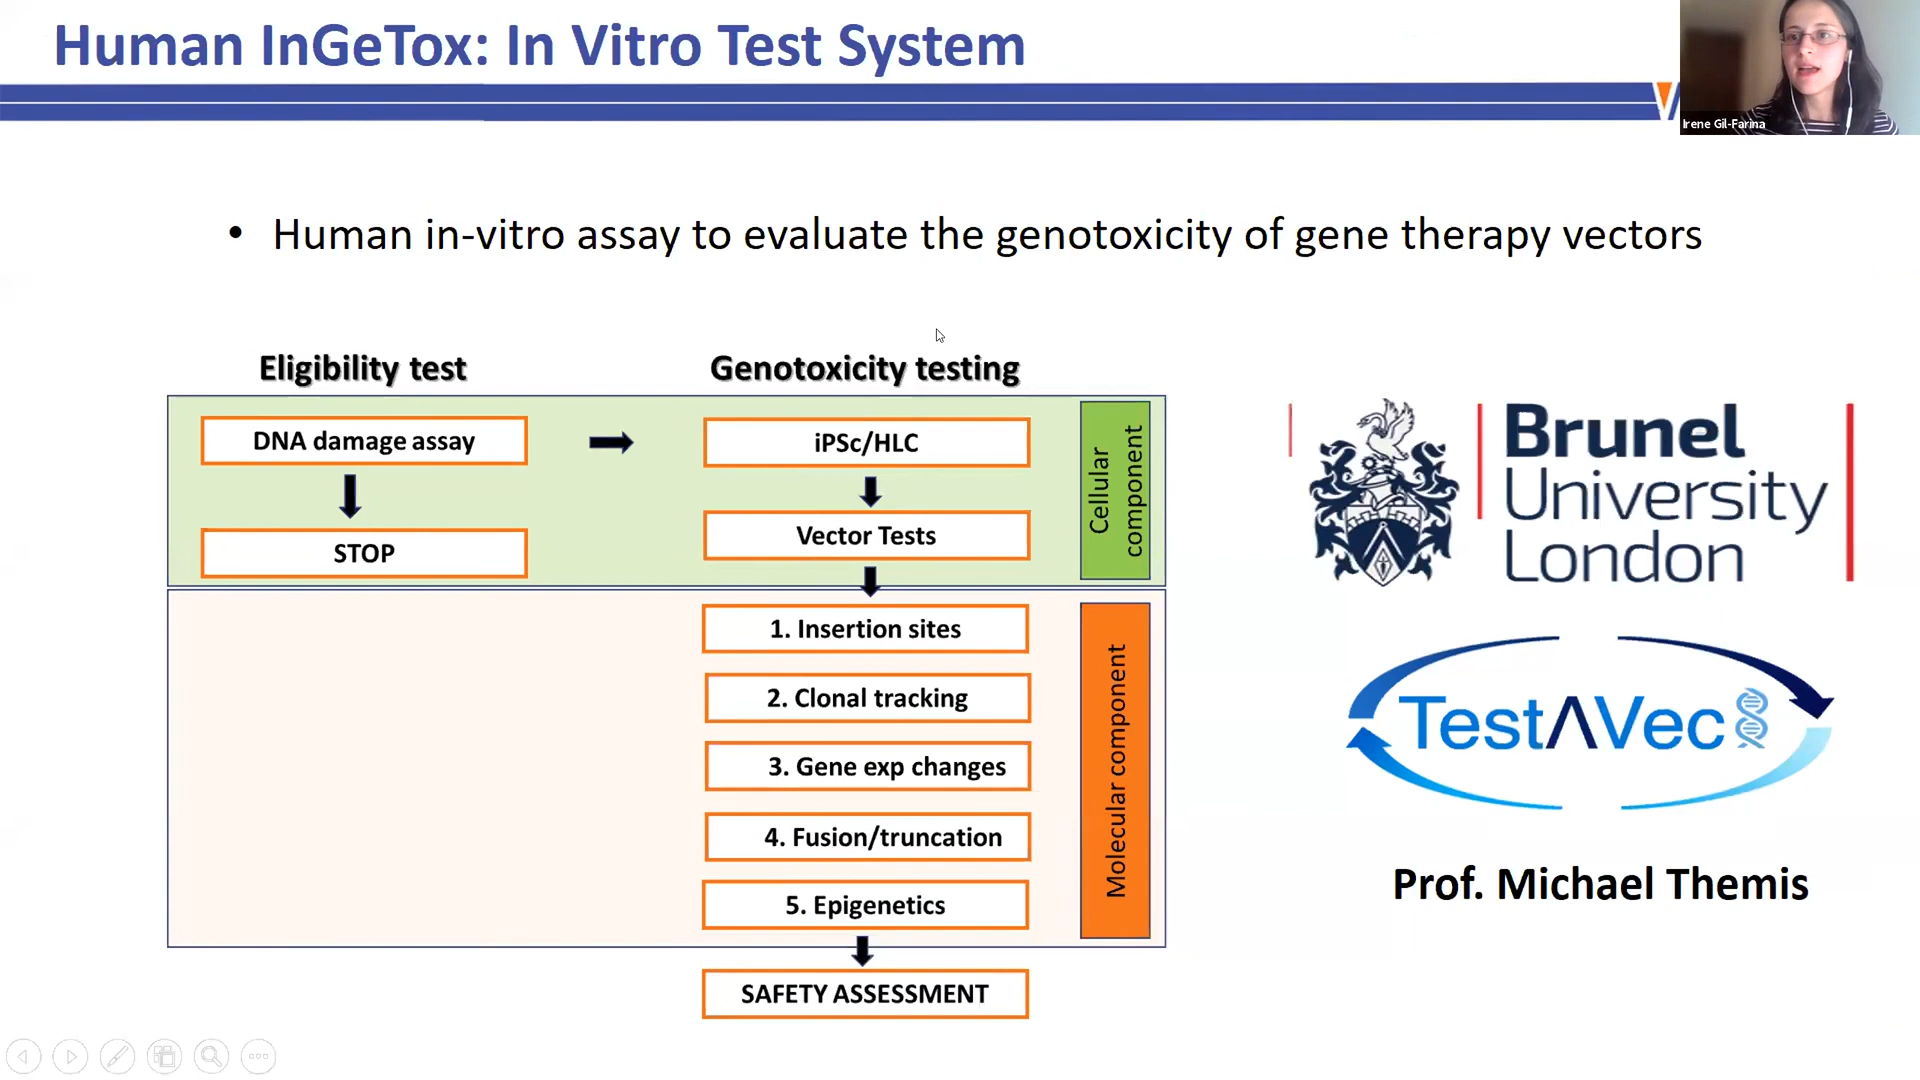 Human InGeTox: In Vitro Test System
Irene Gil-Farina
• Human in-vitro assay to evaluate the genotoxicity of gene therapy vectors
Eligibility test
Genotoxicity testing
DNA damage assay
STOP
iPSc/HLC
Vector Tests
Cellular
component
1. Insertion sites
2. Clonal tracking
3. Gene exp changes
4. Fusion/truncation
5. Epigenetics
Molecular component
SAFETY ASSESSMENT
Brunel
University
London
TestΛVec
Prof. Michael Themis